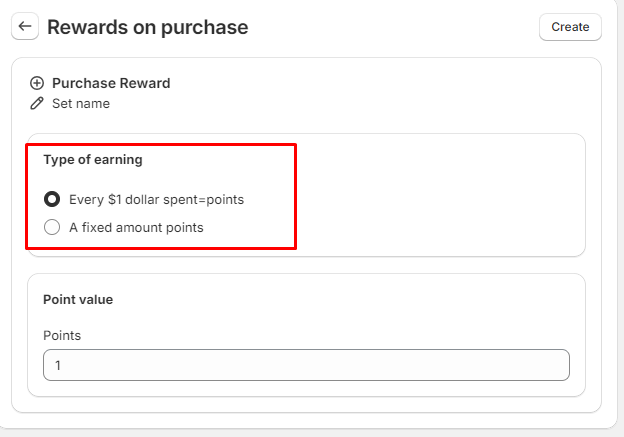 Rewards on purchase
Create
Purchase Reward
Set name
Type of earning
Every $1 dollar spent=points
A fixed amount points
Point value
Points
1